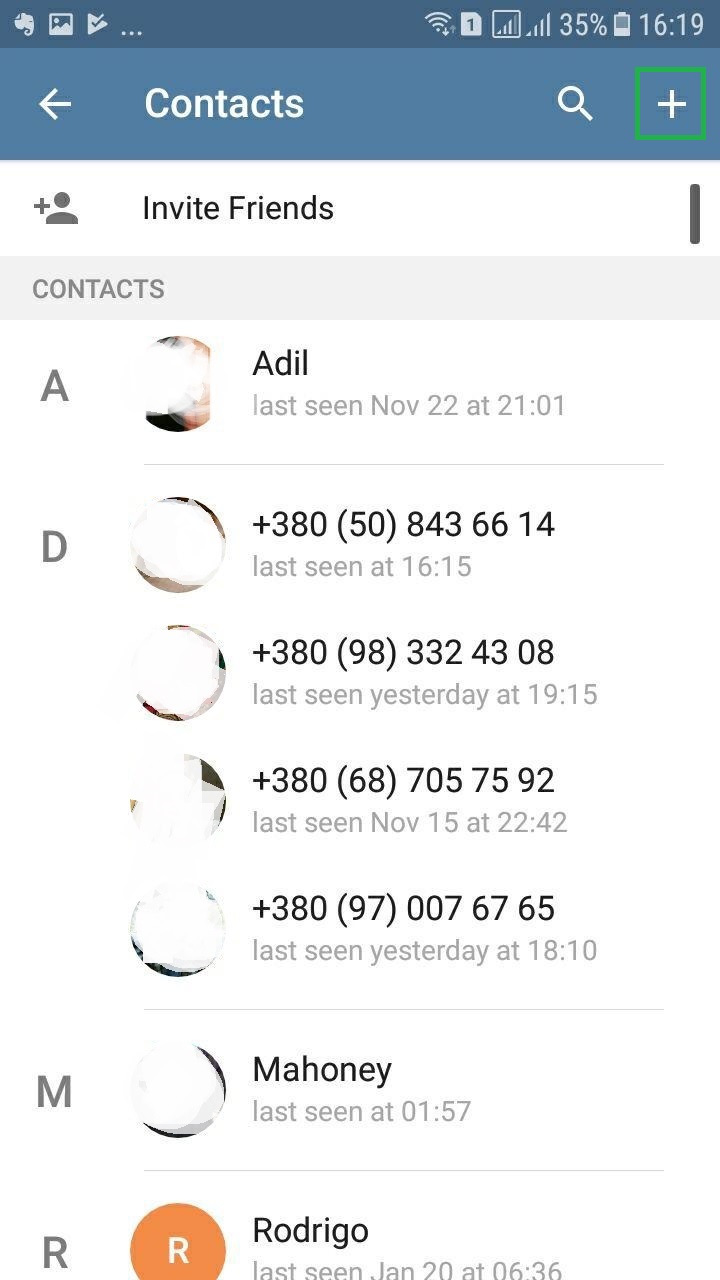 ... 1 35% 16:19
Contacts
Invite Friends
CONTACTS
A
Adil
last seen Nov 22 at 21:01
D
+380 (50) 843 66 14
last seen at 16:15
+380 (98) 332 43 08
last seen yesterday at 19:15
+380 (68) 705 75 92
last seen Nov 15 at 22:42
+380 (97) 007 67 65
last seen yesterday at 18:10
M
Mahoney
last seen at 01:57
R
R
Rodrigo
last seen Jan 20 at 06:36